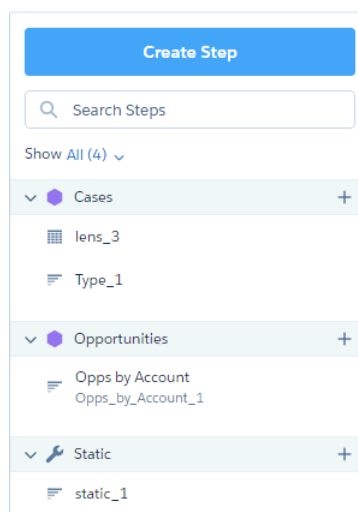 Create Step
Search Steps
Show All (4)
Cases
lens_3
Type_1
Opportunities
Opps by Account
Opps_by_Account_1
Static
static_1